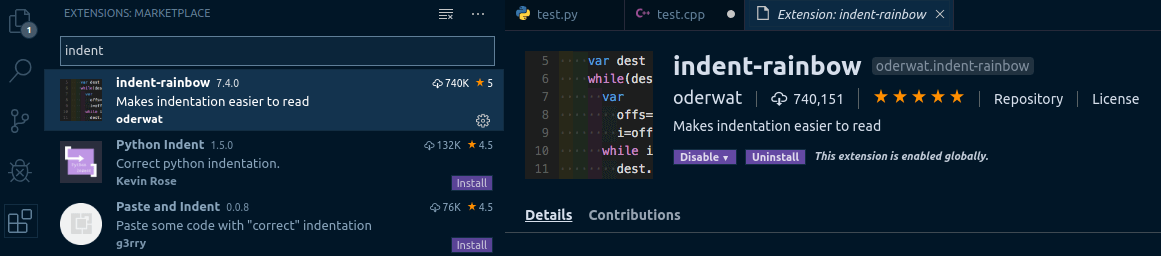 EXTENSIONS: MARKETPLACE
1
indent
indent-rainbow 7.4.0 740K ★ 5
Makes indentation easier to read
oderwat
Python Indent 1.5.0 132K ★ 4.5
Correct python indentation.
Kevin Rose Install
Paste and Indent 0.0.8 76K ★ 4.5
Paste some code with "correct" indentation
g3rry Install
test.py test.cpp Extension: indent-rainbow
5 var dest
6 while(des
7 var
8 offs=
9 i=off
10 while i
11 dest.
indent-rainbow oderwat.indent-rainbow
oderwat 740,151 ★★★★★ Repository License
Makes indentation easier to read
Disable ▾ Uninstall This extension is enabled globally.
Details Contributions